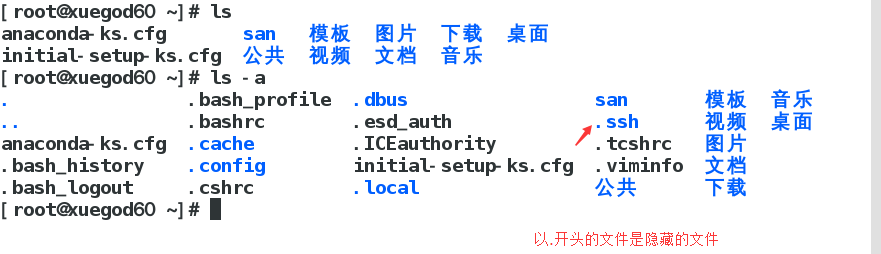 [root@xuegod60 ~]# ls
anaconda-ks.cfg san 模板 图片 下载 桌面
initial-setup-ks.cfg 公共 视频 文档 音乐
[root@xuegod60 ~]# ls -a
. .bash_profile .dbus san 模板 音乐
.. .bashrc .esd_auth .ssh 视频 桌面
anaconda-ks.cfg .cache .ICEauthority .tcshrc 图片
.bash_history .config initial-setup-ks.cfg .viminfo 文档
.bash_logout .cshrc .local 公共 下载
[root@xuegod60 ~]#
以.开头的文件是隐藏的文件